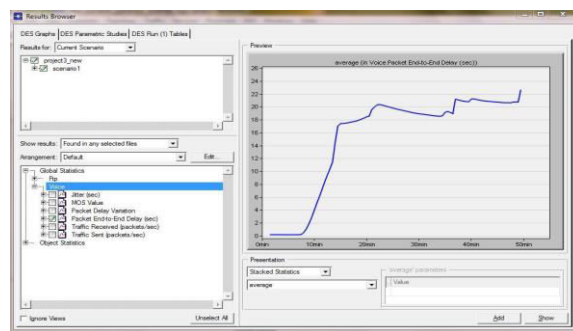 Results Browser
DES Graphs DES Parametric Studies DES Run (1) Tables
Results for: Current Scenario
project3_new
scenario1
Show results: Found in any selected files
Arrangement: Default Edit...
Global Statistics
Voice
Jitter (sec)
MOS Value
Packet Delay Variation
Packet End-to-End Delay (sec)
Traffic Received (packets/sec)
Traffic Sent (packets/sec)
Object Statistics
Ignore Views Unselect All
Preview
average (in Voice.Packet End-to-End Delay (sec))
26
24
22
20
18
16
14
12
10
8
6
4
2
0
0min 10min 20min 30min 40min 50min
Presentation
Stacked Statistics
average
'average' parameters
Value
Add Show